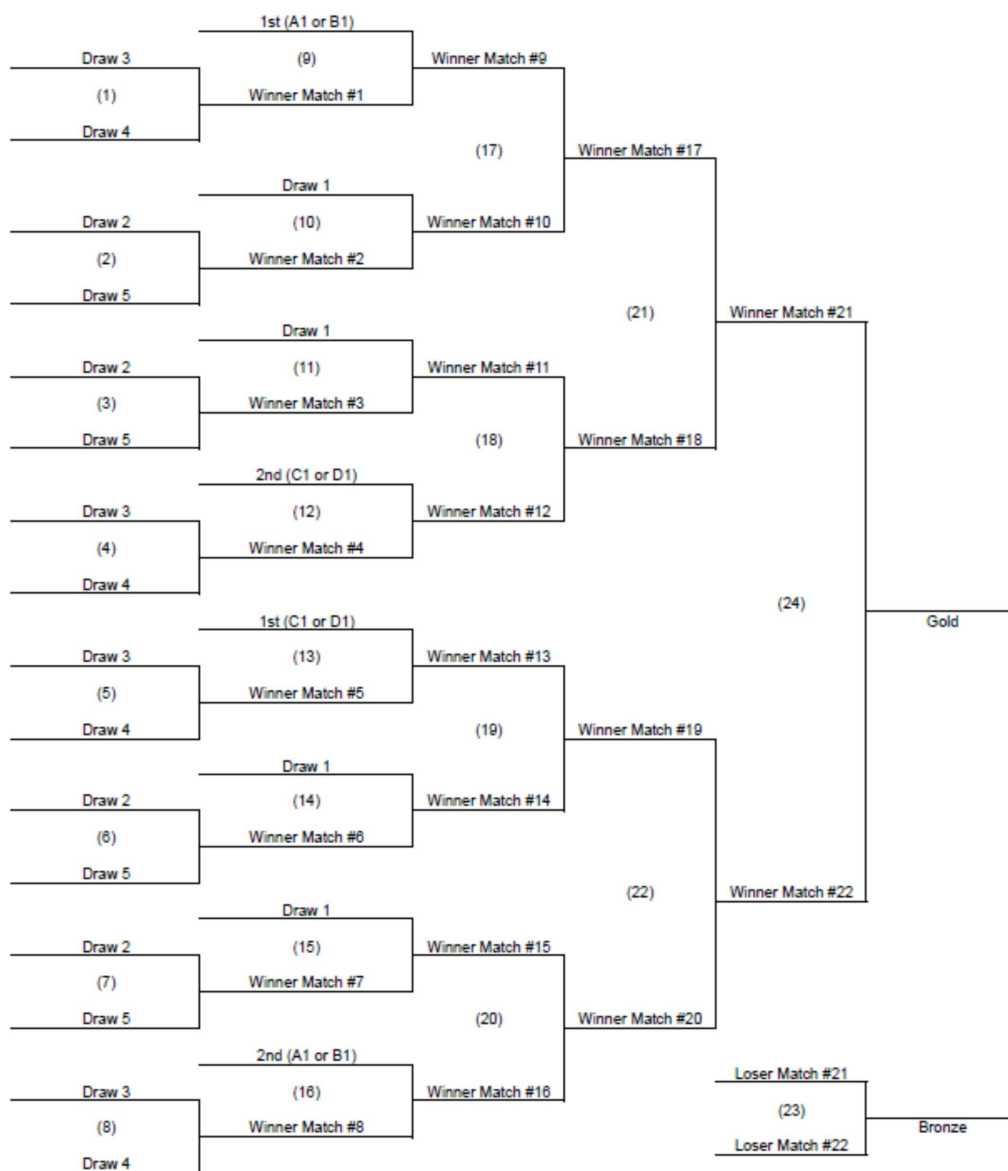 1st (A1 or B1)
Draw 3
(9)
Winner Match #9
(1)
Winner Match #1
Draw 4
(17)
Winner Match #17
Draw 1
Draw 2
(10)
Winner Match #10
(2)
Winner Match #2
Draw 5
(21)
Winner Match #21
Draw 1
Draw 2
(11)
Winner Match #11
(3)
Winner Match #3
Draw 5
(18)
Winner Match #18
2nd (C1 or D1)
Draw 3
(12)
Winner Match #12
(4)
Winner Match #4
Draw 4
(24)
Gold
1st (C1 or D1)
Draw 3
(13)
Winner Match #13
(5)
Winner Match #5
Draw 4
(19)
Winner Match #19
Draw 1
Draw 2
(14)
Winner Match #14
(6)
Winner Match #6
Draw 5
(22)
Winner Match #22
Draw 1
Draw 2
(15)
Winner Match #15
(7)
Winner Match #7
Draw 5
(20)
Winner Match #20
2nd (A1 or B1)
Loser Match #21
Draw 3
(16)
Winner Match #16
(23)
Bronze
(8)
Winner Match #8
Loser Match #22
Draw 4